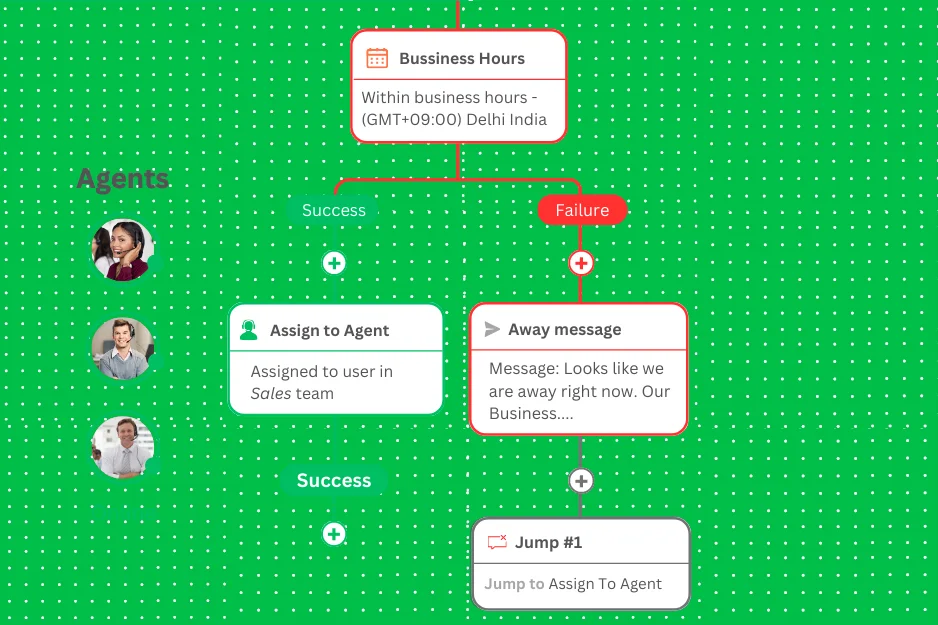 Bussiness Hours
Within business hours -
(GMT+09:00) Delhi India
Agents
Success
Failure
Assign to Agent
Assigned to user in
Sales team
Away message
Message: Looks like we
are away right now. Our
Business....
Success
Jump #1
Jump to Assign To Agent